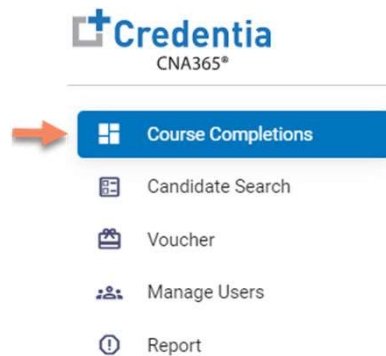 Credentia
CNA365®
Course Completions
Candidate Search
Voucher
Manage Users
Report